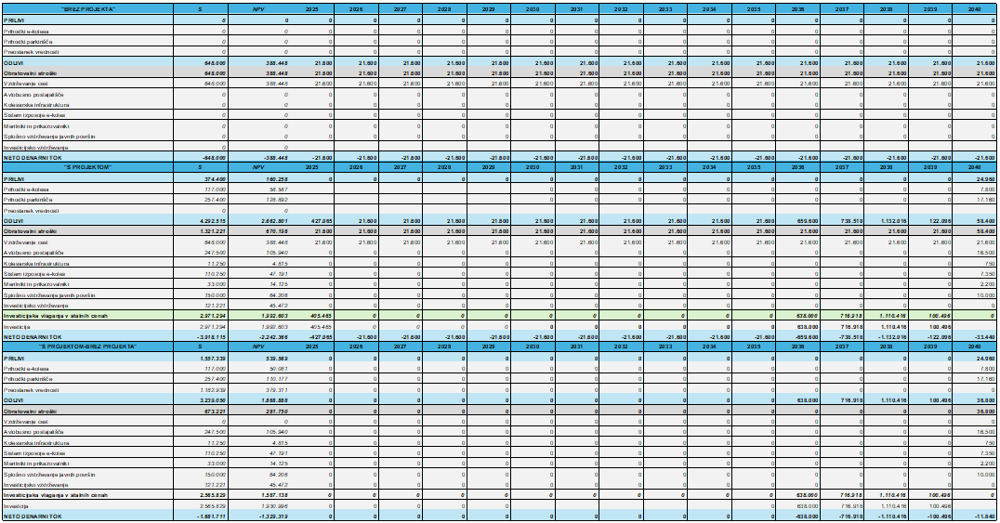 "BREZ PROJEKTA" S NPV 2025 2026 2027 2028 2029 2030 2031 2032 2033 2034 2035 2036 2037 2038 2039 2040
PRILIVI 0 0 0 0 0 0 0 0 0 0 0 0 0 0 0 0 0 0
Prihodki e-kolesa 0 0 0 0 0 0 0 0 0 0 0 0 0 0 0 0 0 0
Prihodki parkirišče 0 0 0 0 0 0 0 0 0 0 0 0 0 0 0 0 0 0
Preostanek vrednosti 0 0 0 0 0 0 0 0 0 0 0 0 0 0 0 0 0 0
ODLIVI 648.000 388.448 21.600 21.600 21.600 21.600 21.600 21.600 21.600 21.600 21.600 21.600 21.600 21.600 21.600 21.600 21.600 21.600
Obratovalni stroški 648.000 388.448 21.600 21.600 21.600 21.600 21.600 21.600 21.600 21.600 21.600 21.600 21.600 21.600 21.600 21.600 21.600 21.600
Vzdrževanje cest 648.000 388.448 21.600 21.600 21.600 21.600 21.600 21.600 21.600 21.600 21.600 21.600 21.600 21.600 21.600 21.600 21.600 21.600
Avtobusno postajališče 0 0 0 0 0 0 0 0 0 0 0 0 0 0 0 0 0 0
Kolesarska infrastruktura 0 0 0 0 0 0 0 0 0 0 0 0 0 0 0 0 0 0
Sistem izposoje e-koles 0 0 0 0 0 0 0 0 0 0 0 0 0 0 0 0 0 0
Merilniki in prikazovalniki 0 0 0 0 0 0 0 0 0 0 0 0 0 0 0 0 0 0
Splošno vzdrževanje javnih površin 0 0 0 0 0 0 0 0 0 0 0 0 0 0 0 0 0 0
Investicijsko vzdrževanje 0 0
NETO DENARNI TOK -648.000 -388.448 -21.600 -21.600 -21.600 -21.600 -21.600 -21.600 -21.600 -21.600 -21.600 -21.600 -21.600 -21.600 -21.600 -21.600 -21.600 -21.600
"S PROJEKTOM" S NPV 2025 2026 2027 2028 2029 2030 2031 2032 2033 2034 2035 2036 2037 2038 2039 2040
PRILIVI 374.400 160.258 0 0 0 0 0 0 0 0 0 0 0 0 0 0 0 24.960
Prihodki e-kolesa 117.000 0 0 0 0 0 0 0 0 0 0 7.800
Prihodki parkirišče 257.400 128.692 0 0 0 0 0 0 0 0 0 0 17.160
Preostanek vrednosti 0 0
ODLIVI 4.292.515 2.662.801 427.065 21.600 21.600 21.600 21.600 21.600 21.600 21.600 21.600 21.600 21.600 659.600 738.518 1.132.016 122.096 58.400
Obratovalni stroški 1.321.221 670.198 21.600 21.600 21.600 21.600 21.600 21.600 21.600 21.600 21.600 21.600 21.600 21.600 21.600 21.600 21.600 58.400
Vzdrževanje cest 648.000 388.448 21.600 21.600 21.600 21.600 21.600 21.600 21.600 21.600 21.600 21.600 21.600 21.600 21.600 21.600 21.600 21.600
Avtobusno postajališče 247.500 105.940 0 0 0 0 0 0 0 0 0 0 0 0 0 0 0 16.500
Kolesarska infrastruktura 11.250 4.815 0 0 0 0 0 0 0 0 0 0 0 0 0 0 0 750
Sistem izposoje e-koles 110.250 47.191 0 0 0 0 0 0 0 0 0 0 0 0 0 0 0 7.350
Merilniki in prikazovalniki 33.000 14.125 0 0 0 0 0 0 0 0 0 0 0 0 0 0 0 2.200
Splošno vzdrževanje javnih površin 150.000 64.206 0 0 0 0 0 0 0 0 0 0 0 0 0 0 0 10.000
Investicijsko vzdrževanje 121.221 45.472 0 0 0 0 0 0 0 0 0 0 0 0 0 0 0 0
Investicijska vlaganja v stalnih cenah 2.971.294 1.992.603 405.465 0 0 0 0 0 0 0 0 0 0 638.000 716.918 1.110.416 100.496 0
Investicija 2.971.294 1.992.603 405.465 0 0 0 0 0 0 0 0 0 0 638.000 716.918 1.110.416 100.496
NETO DENARNI TOK -3.918.115 -2.242.366 -427.065 -21.600 -21.600 -21.600 -21.600 -21.600 -21.600 -21.600 -21.600 -21.600 -21.600 -659.600 -738.518 -1.132.016 -122.096 -33.440
"S PROJEKTOM-BREZ PROJEKTA" S NPV 2025 2026 2027 2028 2029 2030 2031 2032 2033 2034 2035 2036 2037 2038 2039 2040
PRILIVI 1.557.339 539.569 0 0 0 0 0 0 0 0 0 0 0 0 0 0 0 24.960
Prihodki e-kolesa 117.000 50.081 0 0 0 0 0 0 0 0 0 0 0 0 0 0 0 7.800
Prihodki parkirišče 257.400 110.177 0 0 0 0 0 0 0 0 0 0 0 0 0 0 0 17.160
Preostanek vrednosti 1.182.939 379.311 0 0 0 0 0 0 0 0 0 0 0 0 0 0 0 0
ODLIVI 3.239.050 1.868.888 0 0 0 0 0 0 0 0 0 0 0 638.000 716.918 1.110.416 100.496 36.800
Obratovalni stroški 673.221 281.750 0 0 0 0 0 0 0 0 0 0 0 0 0 0 0 36.800
Vzdrževanje cest 0 0 0 0 0 0 0 0 0 0 0 0 0 0 0 0 0 0
Avtobusno postajališče 247.500 105.940 0 0 0 0 0 0 0 0 0 0 0 0 0 0 0 16.500
Kolesarska infrastruktura 11.250 4.815 0 0 0 0 0 0 0 0 0 0 0 0 0 0 0 750
Sistem izposoje e-koles 110.250 47.191 0 0 0 0 0 0 0 0 0 0 0 0 0 0 0 7.350
Merilniki in prikazovalniki 33.000 14.125 0 0 0 0 0 0 0 0 0 0 0 0 0 0 0 2.200
Splošno vzdrževanje javnih površin 150.000 64.206 0 0 0 0 0 0 0 0 0 0 0 0 0 0 0 10.000
Investicijsko vzdrževanje 121.221 45.472 0 0 0 0 0 0 0 0 0 0 0 0 0 0 0 0
Investicijska vlaganja v stalnih cenah 2.565.829 1.587.138 0 0 0 0 0 0 0 0 0 0 0 638.000 716.918 1.110.416 100.496 0
Investicija 2.565.829 1.930.996 0 0 0 0 0 0 0 0 0 0 0 638.000 716.918 1.110.416 100.496
NETO DENARNI TOK -1.681.711 -1.329.319 0 0 0 0 0 0 0 0 0 0 0 -638.000 -716.918 -1.110.416 -100.496 -11.840